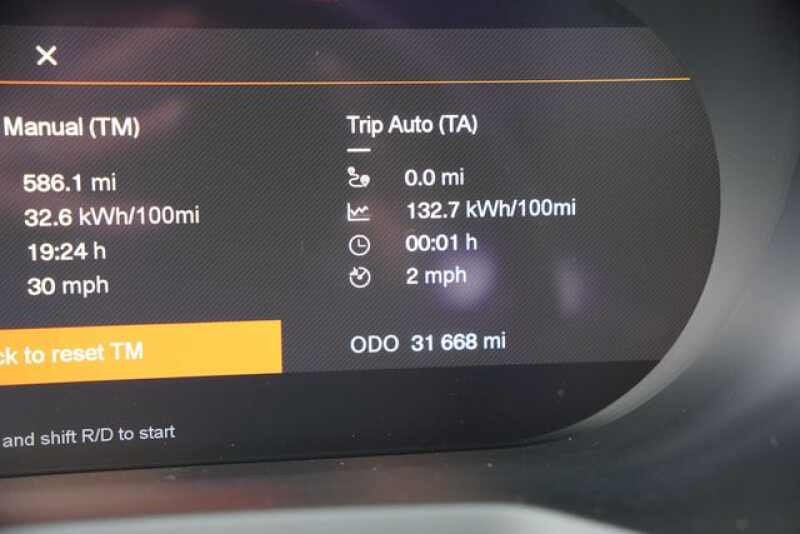 Manual (TM)
586.1 mi
32.6 kWh/100mi
19:24 h
30 mph
to reset TM
and shift R/D to start
Trip Auto (TA)
0.0 mi
132.7 kWh/100mi
00:01 h
2 mph
ODO 31 668 mi